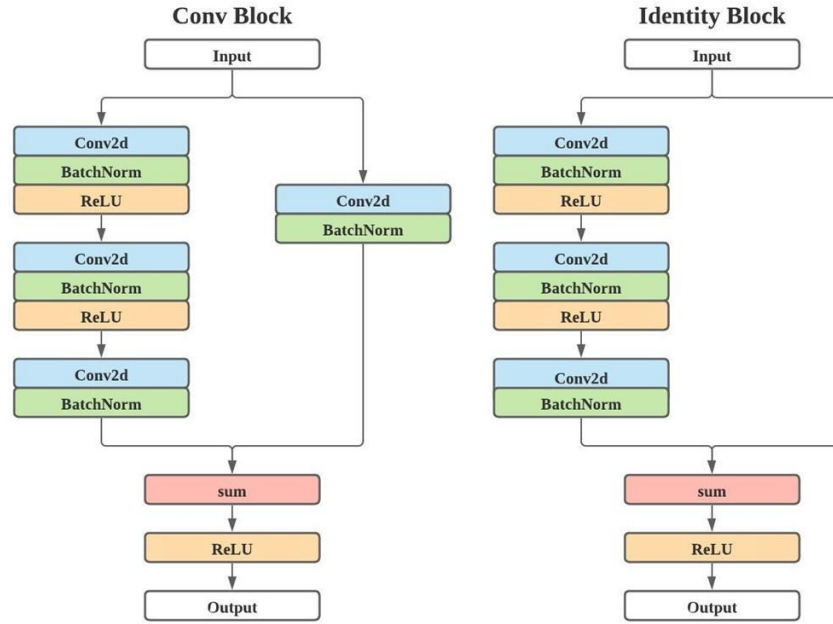 Conv Block
Input
Conv2d
BatchNorm
ReLU
Conv2d
BatchNorm
ReLU
Conv2d
BatchNorm
Conv2d
BatchNorm
sum
ReLU
Output
Identity Block
Input
Conv2d
BatchNorm
ReLU
Conv2d
BatchNorm
ReLU
Conv2d
BatchNorm
sum
ReLU
Output